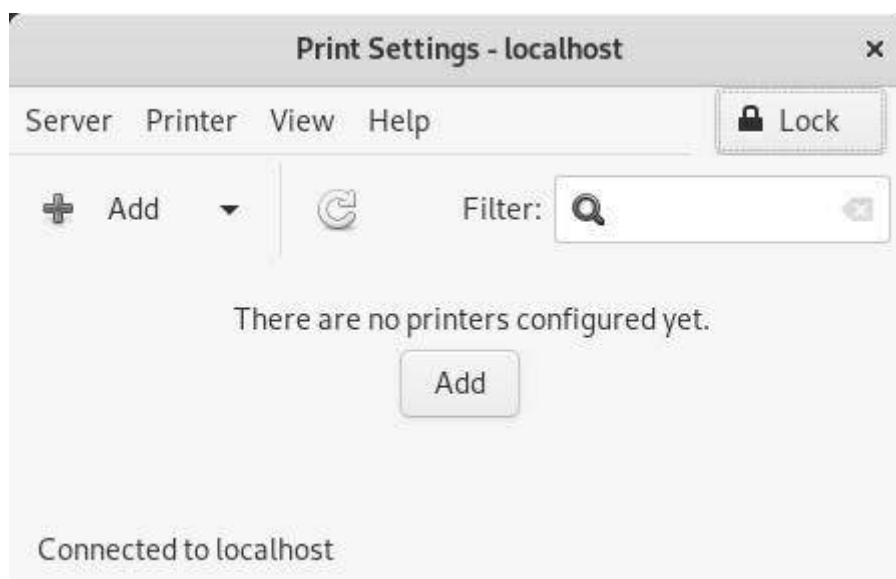 Print Settings - localhost
Server Printer View Help Lock
Add Filter:
There are no printers configured yet.
Add
Connected to localhost